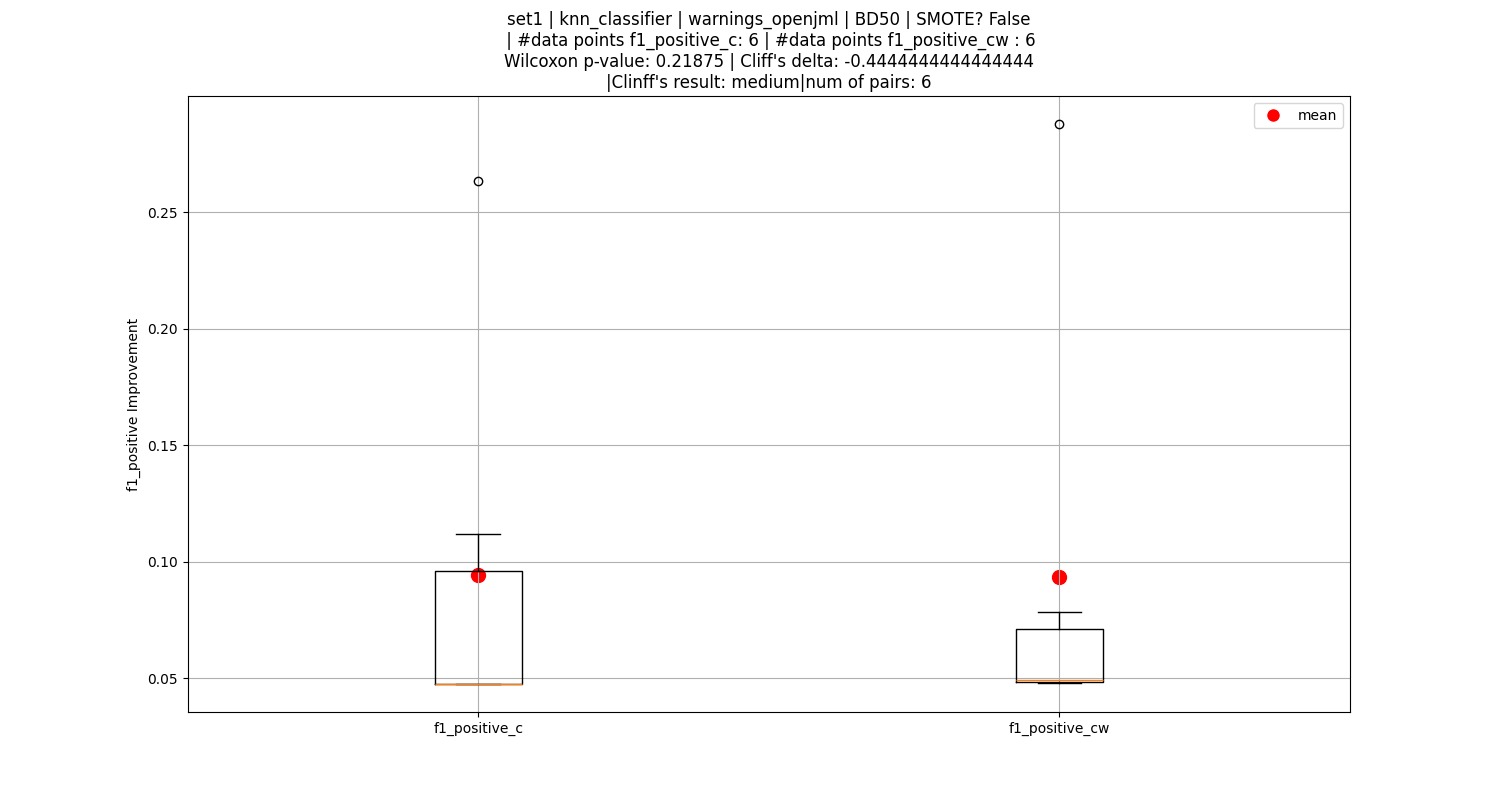 set1 | knn_classifier | warnings_openjml | BD50 | SMOTE? False
| #data points f1_positive_c: 6 | #data points f1_positive_cw : 6
Wilcoxon p-value: 0.21875 | Cliff's delta: -0.4444444444444444
|Clinff's result: medium|num of pairs: 6
mean
f1_positive Improvement
0.25
0.20
0.15
0.10
0.05
f1_positive_c
f1_positive_cw